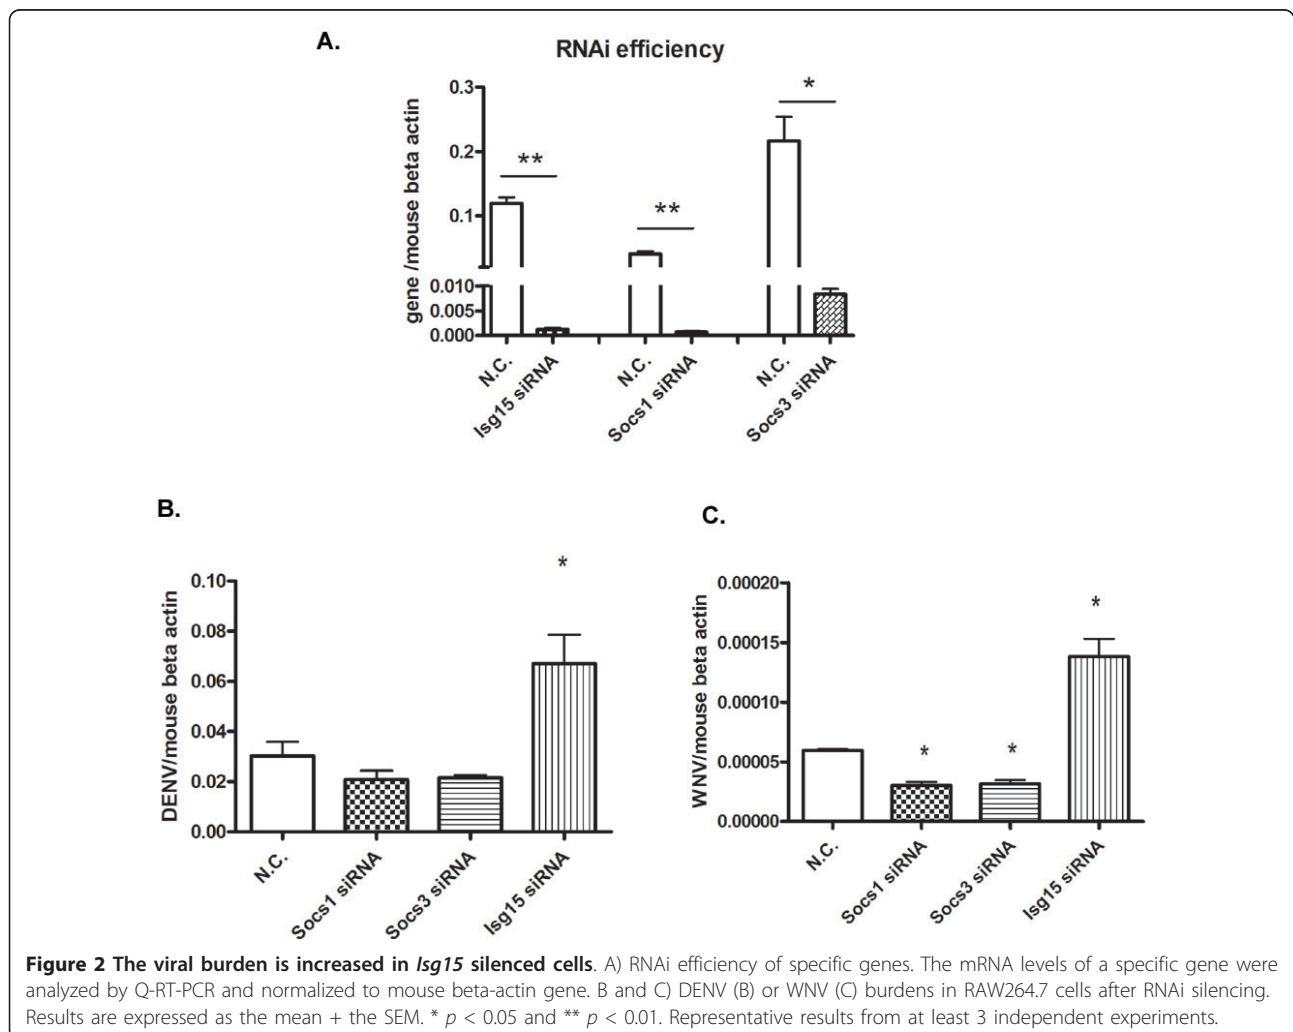 A.
RNAi efficiency
gene /mouse beta actin
0.3
0.2
0.1
0.010
0.005
0.000
**
**
*
N.C.
Isg15 siRNA
N.C.
Socs1 siRNA
N.C.
Socs3 siRNA
B.
DENV/mouse beta actin
0.10
0.08
0.06
0.04
0.02
0.00
*
N.C.
Socs1 siRNA
Socs3 siRNA
Isg15 siRNA
C.
WNV/mouse beta actin
0.00020
0.00015
0.00010
0.00005
0.00000
*
*
*
N.C.
Socs1 siRNA
Socs3 siRNA
Isg15 siRNA
Figure 2 The viral burden is increased in Isg15 silenced cells. A) RNAi efficiency of specific genes. The mRNA levels of a specific gene were
analyzed by Q-RT-PCR and normalized to mouse beta-actin gene. B and C) DENV (B) or WNV (C) burdens in RAW264.7 cells after RNAi silencing.
Results are expressed as the mean + the SEM. * p < 0.05 and ** p < 0.01. Representative results from at least 3 independent experiments.